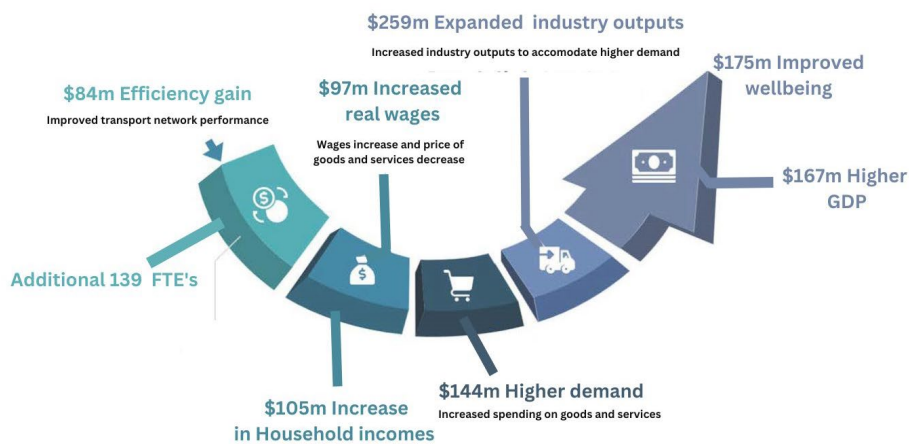 $259m Expanded industry outputs
Increased industry outputs to accomodate higher demand
$175m Improved
wellbeing
$84m Efficiency gain
Improved transport network performance
$97m Increased
real wages
Wages increase and price of
goods and services decrease
$167m Higher
GDP
Additional 139 FTE's
$144m Higher demand
Increased spending on goods and services
$105m Increase
in Household incomes